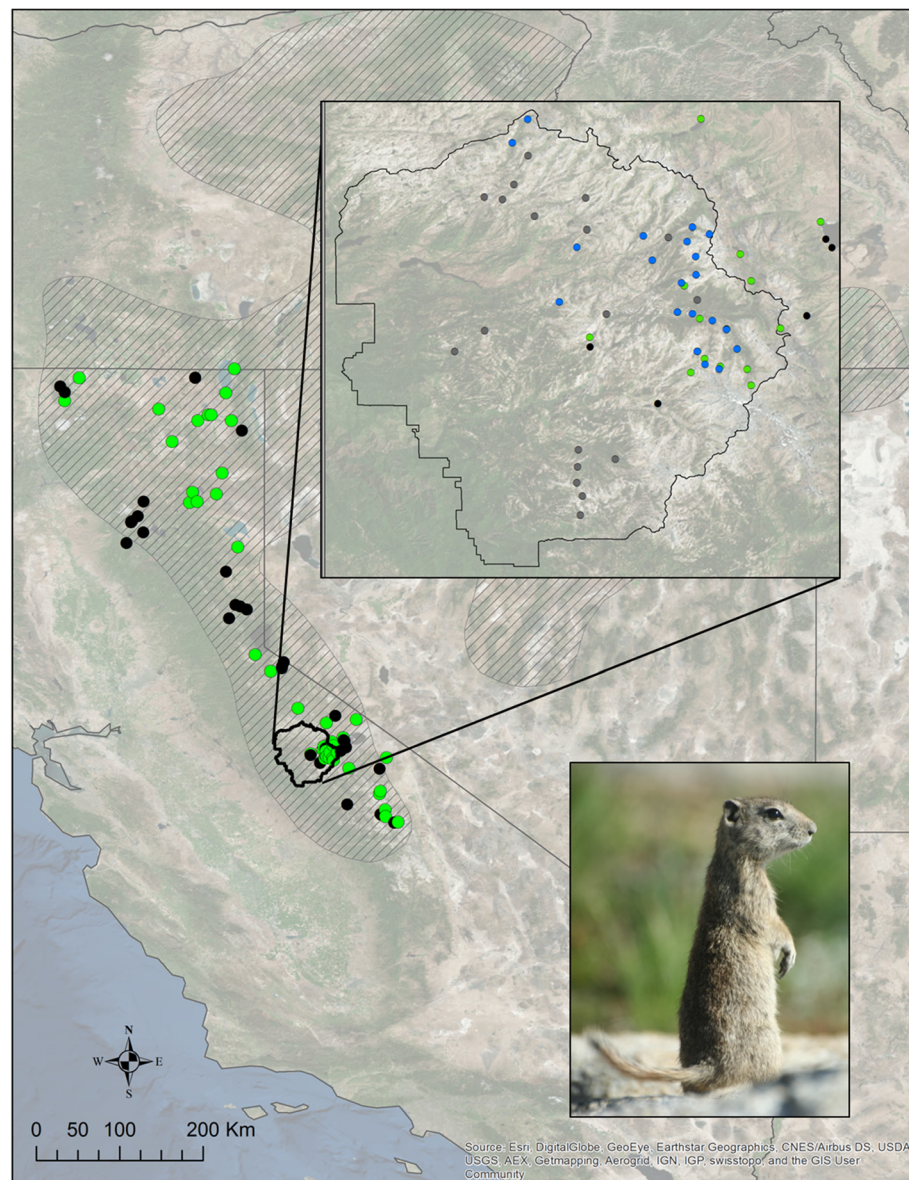 N
W E
S
0 50 100 200 Km
Source: Esri, DigitalGlobe, GeoEye, Earthstar Geographics, CNES/Airbus DS, USDA,
USGS, AEX, Getmapping, Aerogrid, IGN, IGP, swisstopo, and the GIS User
Community